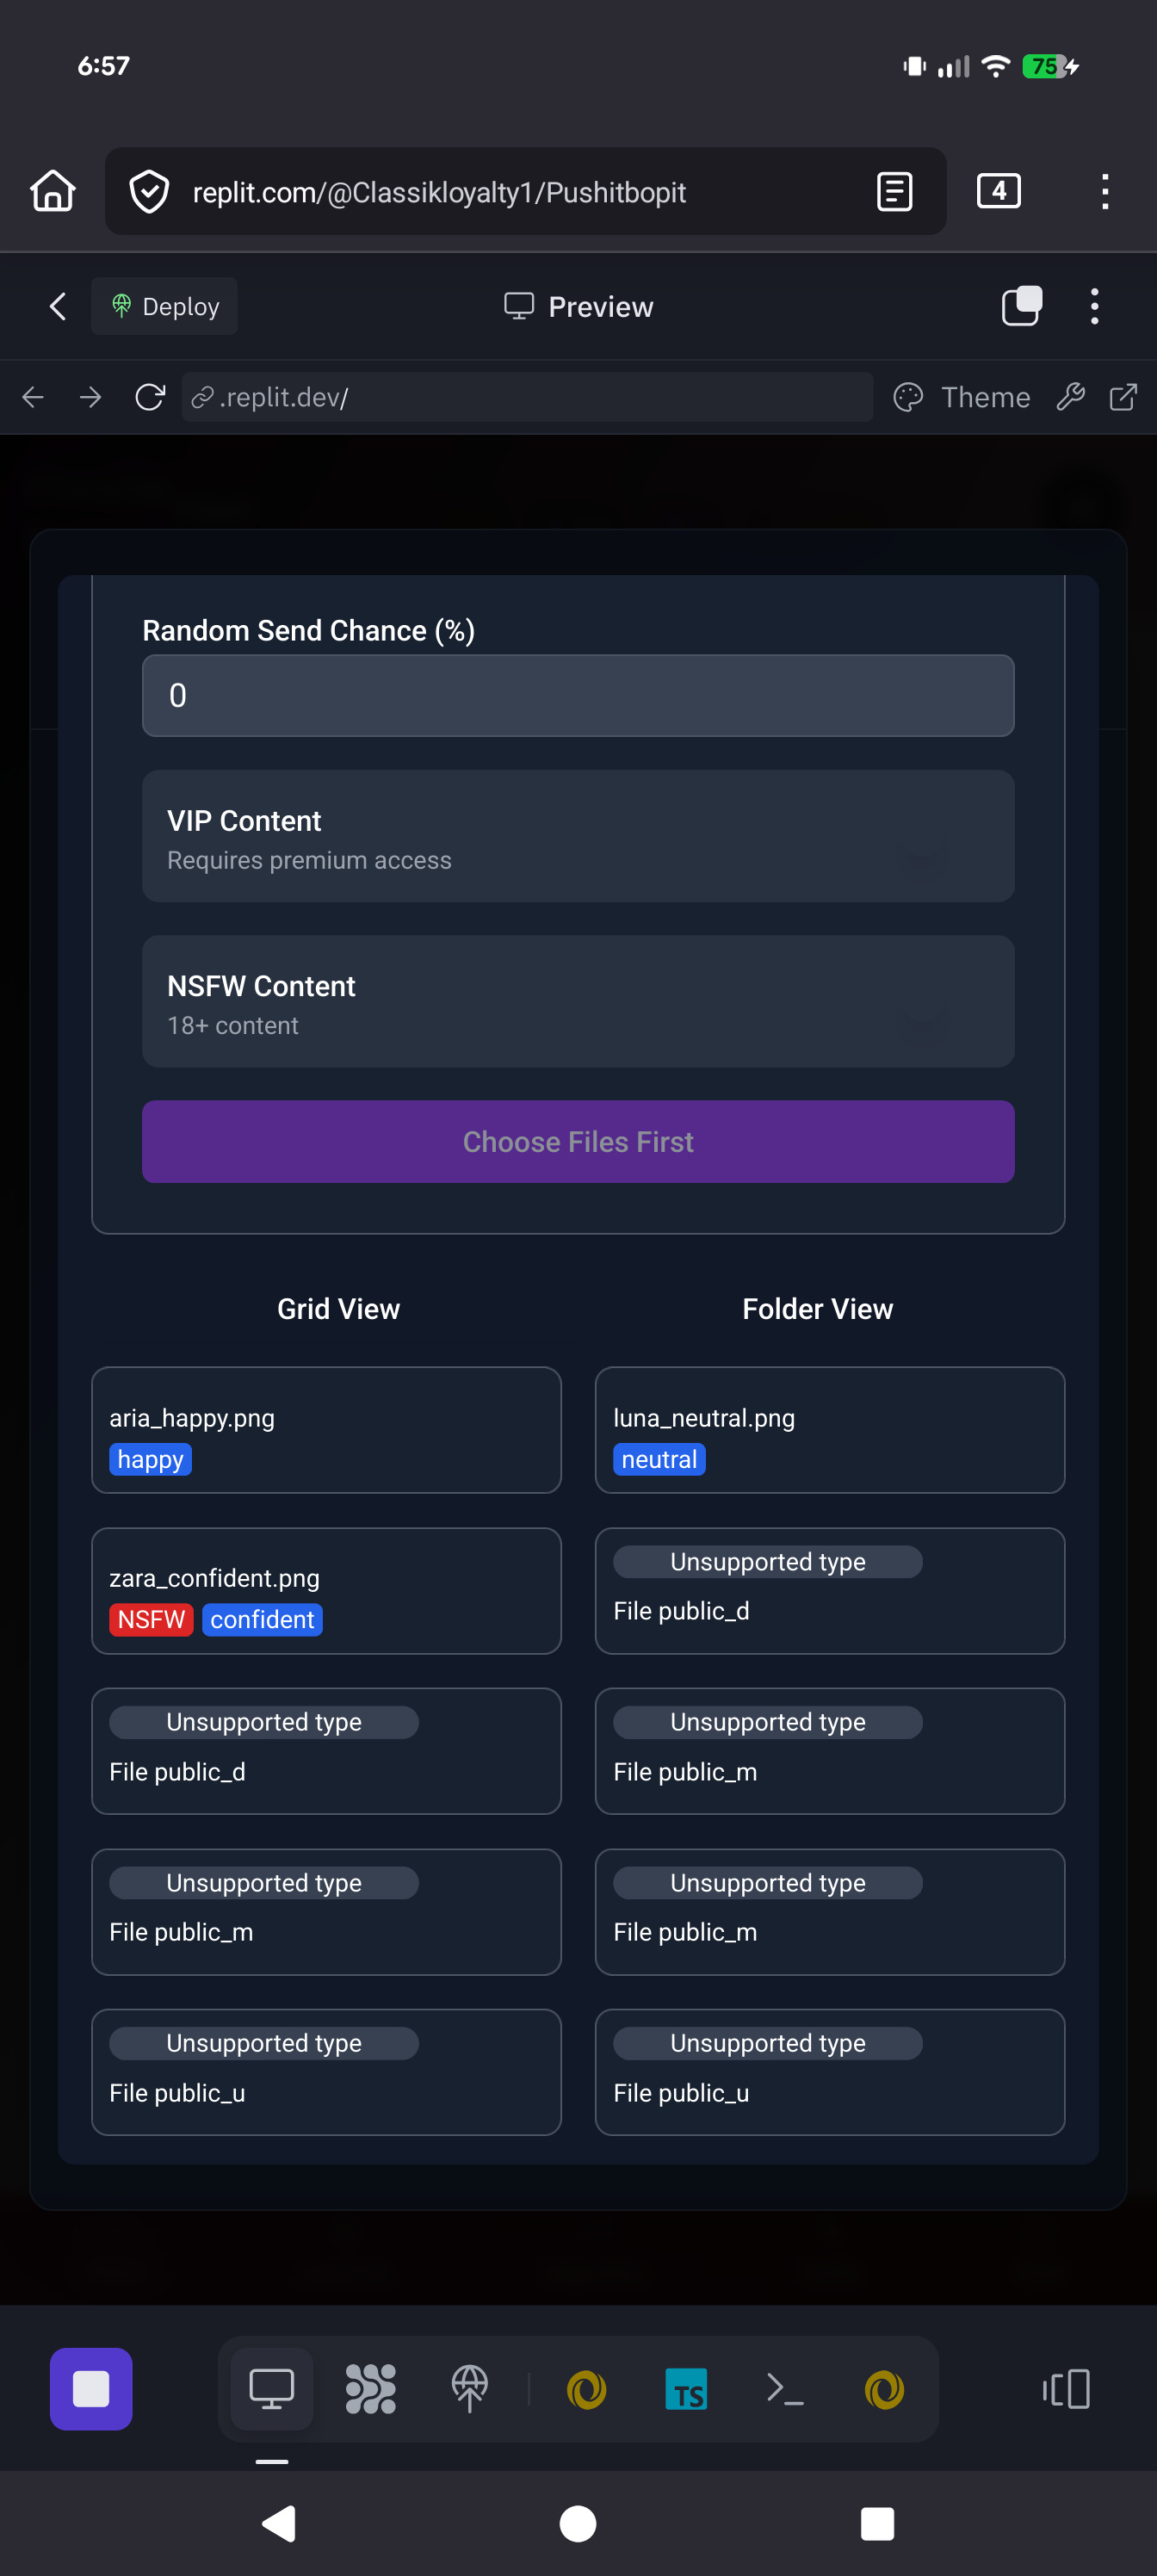 6:57
75
replit.com/@Classikloyalty1/Pushitbopit
4
Deploy
Preview
.replit.dev/
Theme
Random Send Chance (%)
0
VIP Content
Requires premium access
NSFW Content
18+ content
Choose Files First
Grid View
Folder View
aria_happy.png
happy
luna_neutral.png
neutral
zara_confident.png
NSFW confident
Unsupported type
File public_d
Unsupported type
File public_d
Unsupported type
File public_m
Unsupported type
File public_m
Unsupported type
File public_m
Unsupported type
File public_u
Unsupported type
File public_u
TS